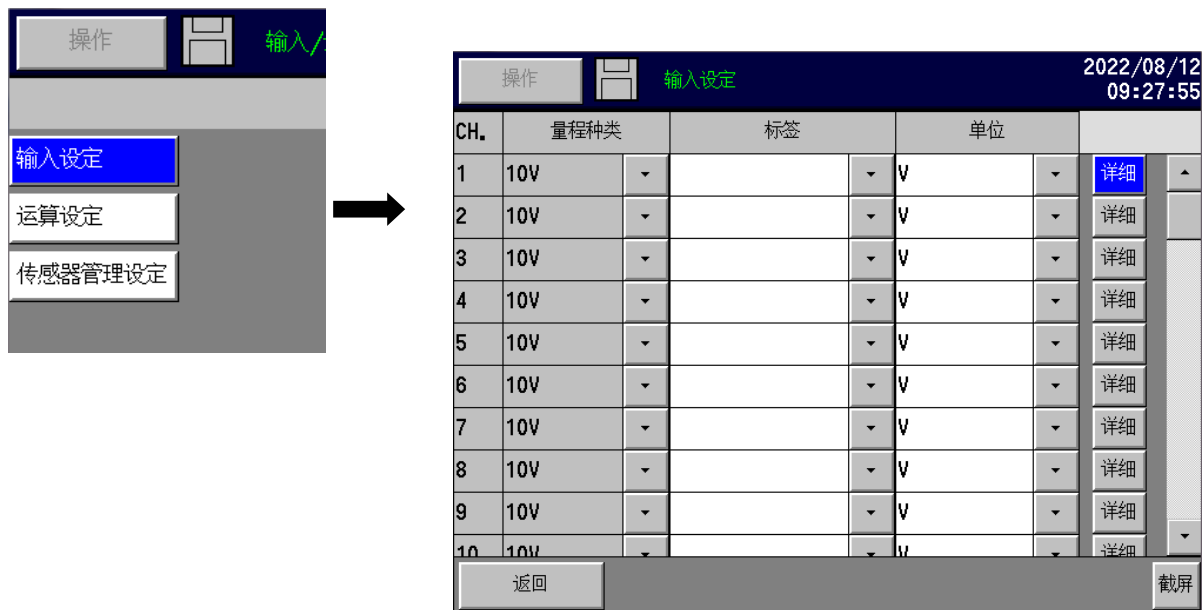 操作 输入/
输入设定
运算设定
传感器管理设定
操作 输入设定 2022/08/12
09:27:55
CH. 量程种类 标签 单位
1 10V V 详细
2 10V V 详细
3 10V V 详细
4 10V V 详细
5 10V V 详细
6 10V V 详细
7 10V V 详细
8 10V V 详细
9 10V V 详细
10 10V V 详细
返回 截屏